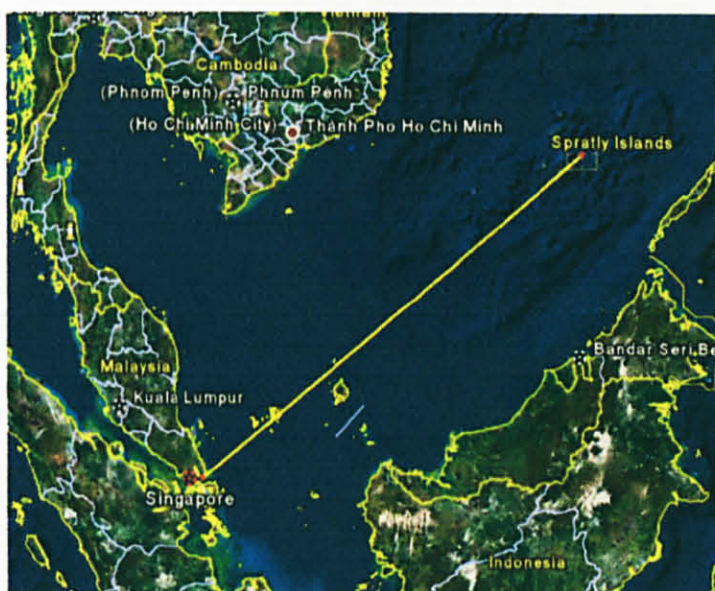 Vietnam
Cambodia
(Phnom Penh)
Phnum Penh
(Ho Chi Minh City)
Thanh Pho Ho Chi Minh
Spratly Islands
Malaysia
Kuala Lumpur
Bandar Seri Be
Singapore
Indonesia